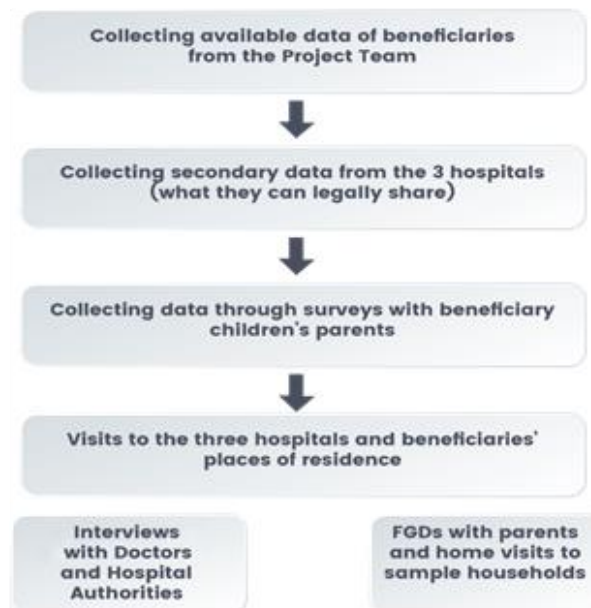 Collecting available data of beneficiaries
from the Project Team
Collecting secondary data from the 3 hospitals
(what they can legally share)
Collecting data through surveys with beneficiary
children's parents
Visits to the three hospitals and beneficiaries'
places of residence
Interviews
with Doctors
and Hospital
Authorities
FGDs with parents
and home visits to
sample households